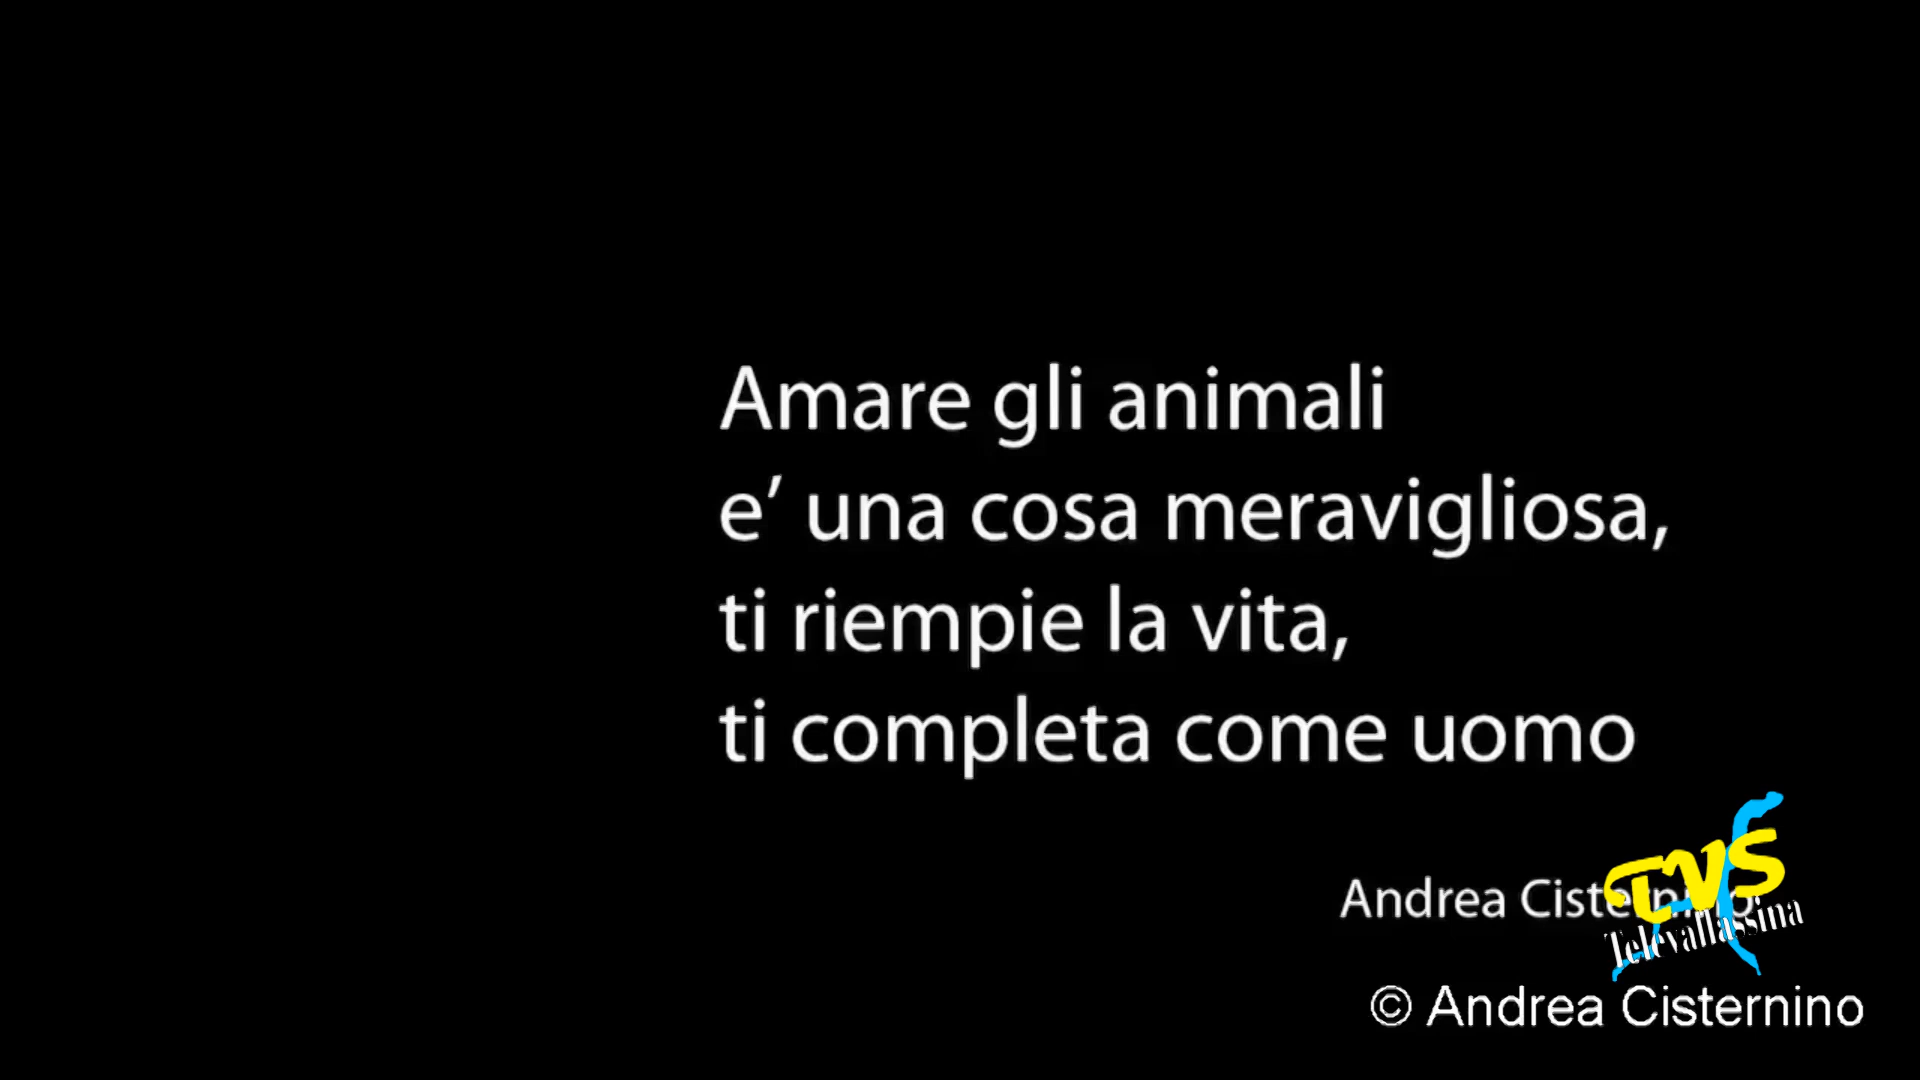 Amare gli animali
e’ una cosa meravigliosa,
ti riempie la vita,
ti completa come uomo
Andrea Cisternino
TVS
Televallassina
© Andrea Cisternino